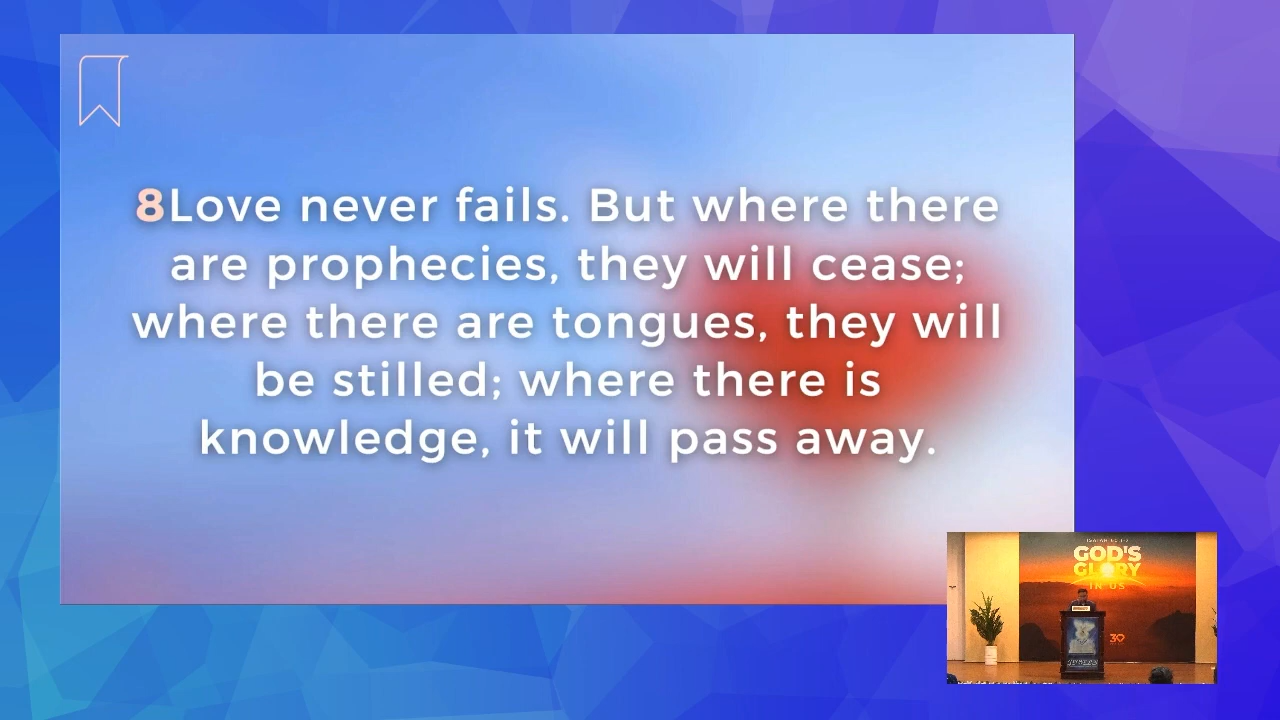 8Love never fails. But where there
are prophecies, they will cease;
where there are tongues, they will
be stilled; where there is
knowledge, it will pass away.
GOD'S
GLORY
IN US
30